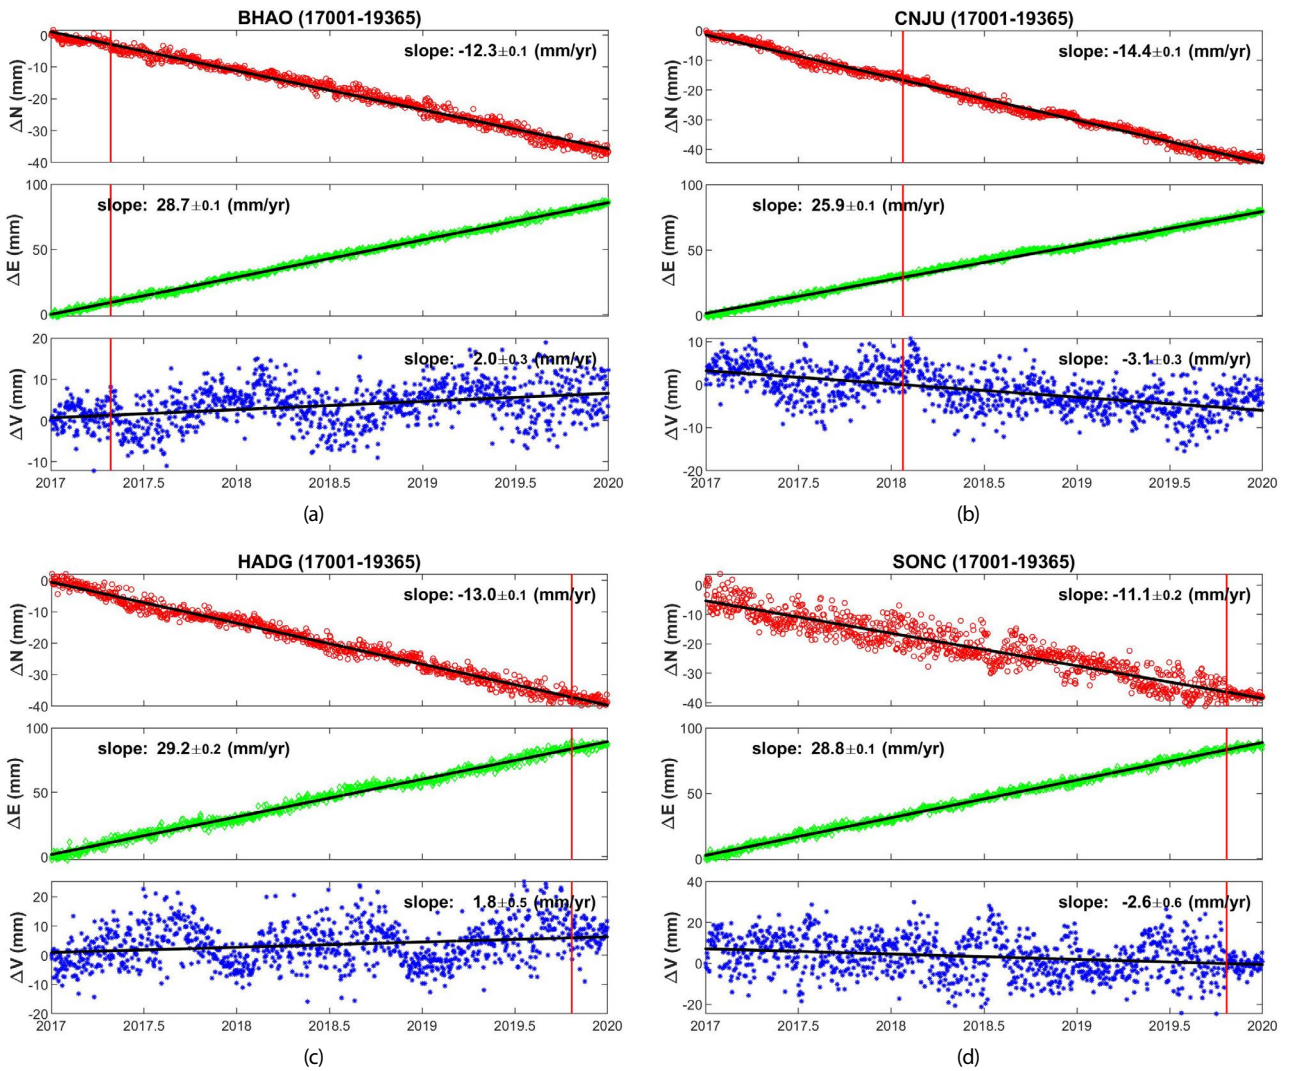 BHAO (17001-19365)
slope: -12.3±0.1 (mm/yr)
ΔN (mm)
0
-10
-20
-30
-40
slope: 28.7±0.1 (mm/yr)
ΔE (mm)
100
50
0
slope: 2.0±0.3 (mm/yr)
ΔV (mm)
20
10
0
-10
2017 2017.5 2018 2018.5 2019 2019.5 2020
(a)
CNJU (17001-19365)
slope: -14.4±0.1 (mm/yr)
ΔN (mm)
0
-10
-20
-30
-40
slope: 25.9±0.1 (mm/yr)
ΔE (mm)
100
50
0
slope: -3.1±0.3 (mm/yr)
ΔV (mm)
10
0
-10
-20
2017 2017.5 2018 2018.5 2019 2019.5 2020
(b)
HADG (17001-19365)
slope: -13.0±0.1 (mm/yr)
ΔN (mm)
0
-10
-20
-30
-40
slope: 29.2±0.2 (mm/yr)
ΔE (mm)
100
50
0
slope: 1.8±0.5 (mm/yr)
ΔV (mm)
20
10
0
-10
-20
2017 2017.5 2018 2018.5 2019 2019.5 2020
(c)
SONC (17001-19365)
slope: -11.1±0.2 (mm/yr)
ΔN (mm)
0
-10
-20
-30
-40
slope: 28.8±0.1 (mm/yr)
ΔE (mm)
100
50
0
slope: -2.6±0.6 (mm/yr)
ΔV (mm)
40
20
0
-20
2017 2017.5 2018 2018.5 2019 2019.5 2020
(d)